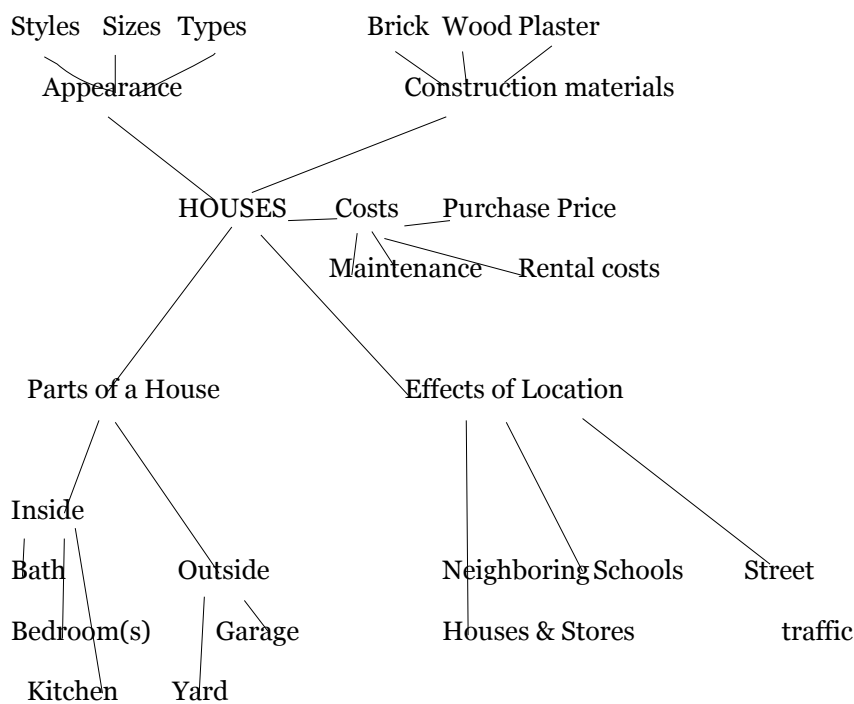 Styles Sizes Types Brick Wood Plaster
Appearance Construction materials
HOUSES Costs Purchase Price
Maintenance Rental costs
Parts of a House Effects of Location
Inside
Bath Outside Neighboring Schools Street
Bedroom(s) Garage Houses & Stores traffic
Kitchen Yard